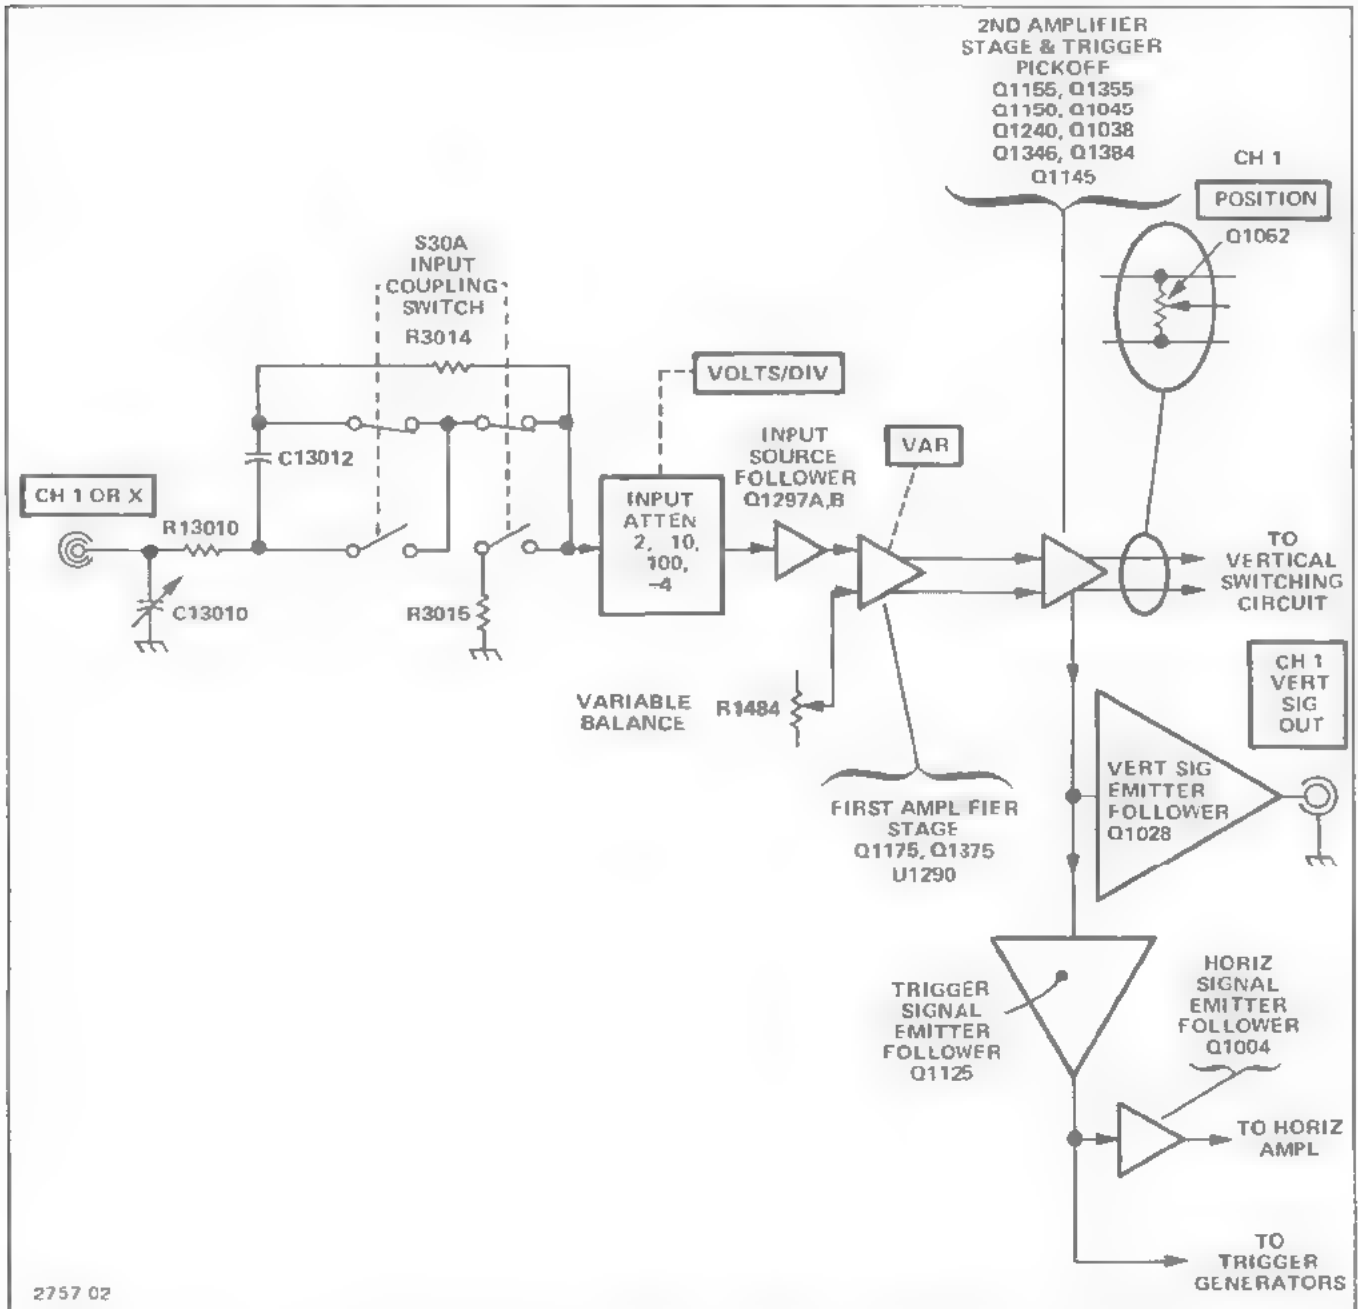 2ND AMPLIFIER
STAGE & TRIGGER
PICKOFF
Q1155, Q1355
Q1150, Q1045
Q1240, Q1038
Q1346, Q1384
Q1145
CH 1
POSITION
Q1062
S30A
INPUT
COUPLING
SWITCH
R3014
VOLTS/DIV
C13012
INPUT
SOURCE
FOLLOWER
Q1297A,B
VAR
CH 1 OR X
R13010
C13010
R3015
INPUT
ATTEN
2, 10,
100,
-4
TO
VERTICAL
SWITCHING
CIRCUIT
VARIABLE
BALANCE
R1484
CH 1
VERT
SIG
OUT
VERT SIG
EMITTER
FOLLOWER
Q1028
FIRST AMPL FIER
STAGE
Q1175, Q1375
U1290
TRIGGER
SIGNAL
EMITTER
FOLLOWER
Q1125
HORIZ
SIGNAL
EMITTER
FOLLOWER
Q1004
TO HORIZ
AMPL
TO
TRIGGER
GENERATORS
2757 02